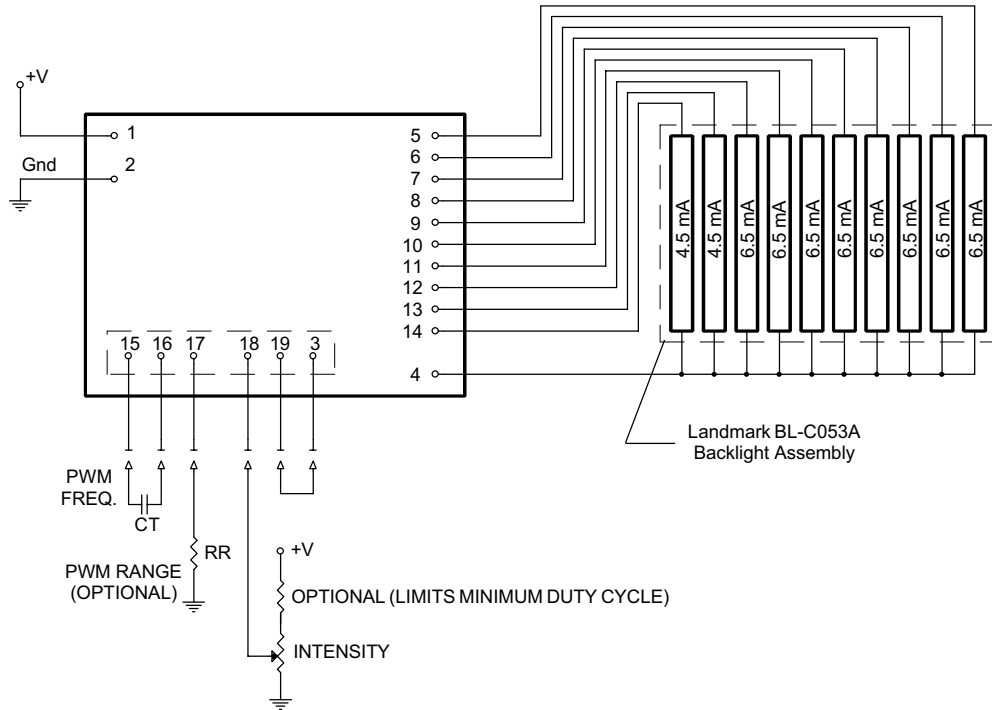 +V
1
Gnd
2
5
6
7
8
9
10
11
12
13
14
4
15 16 17 18 19 3
4.5 mA
4.5 mA
6.5 mA
6.5 mA
6.5 mA
6.5 mA
6.5 mA
6.5 mA
6.5 mA
6.5 mA
Landmark BL-C053A
Backlight Assembly
PWM
FREQ.
CT
RR
PWM RANGE
(OPTIONAL)
+V
OPTIONAL (LIMITS MINIMUM DUTY CYCLE)
INTENSITY